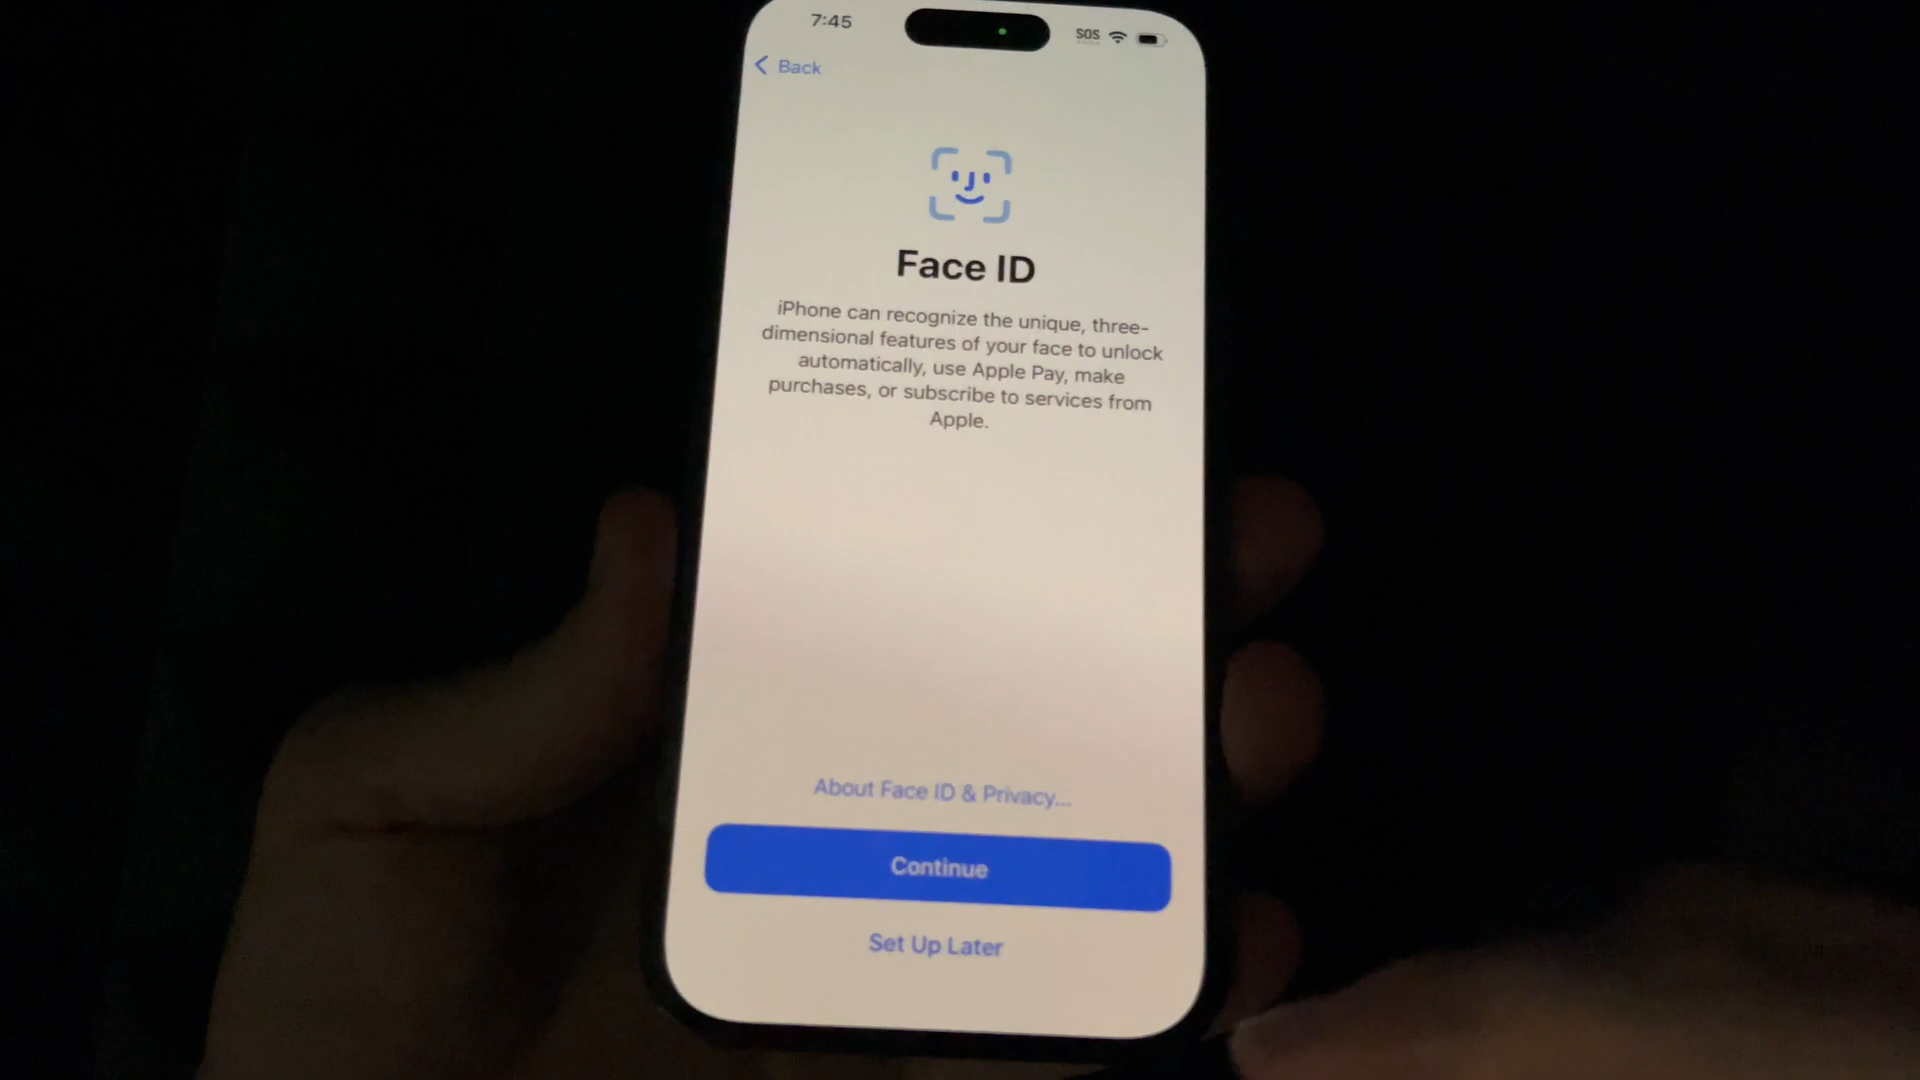 7:45
SOS
Back
Face ID
iPhone can recognize the unique, three-
dimensional features of your face to unlock
automatically, use Apple Pay, make
purchases, or subscribe to services from
Apple.
About Face ID & Privacy...
Continue
Set Up Later